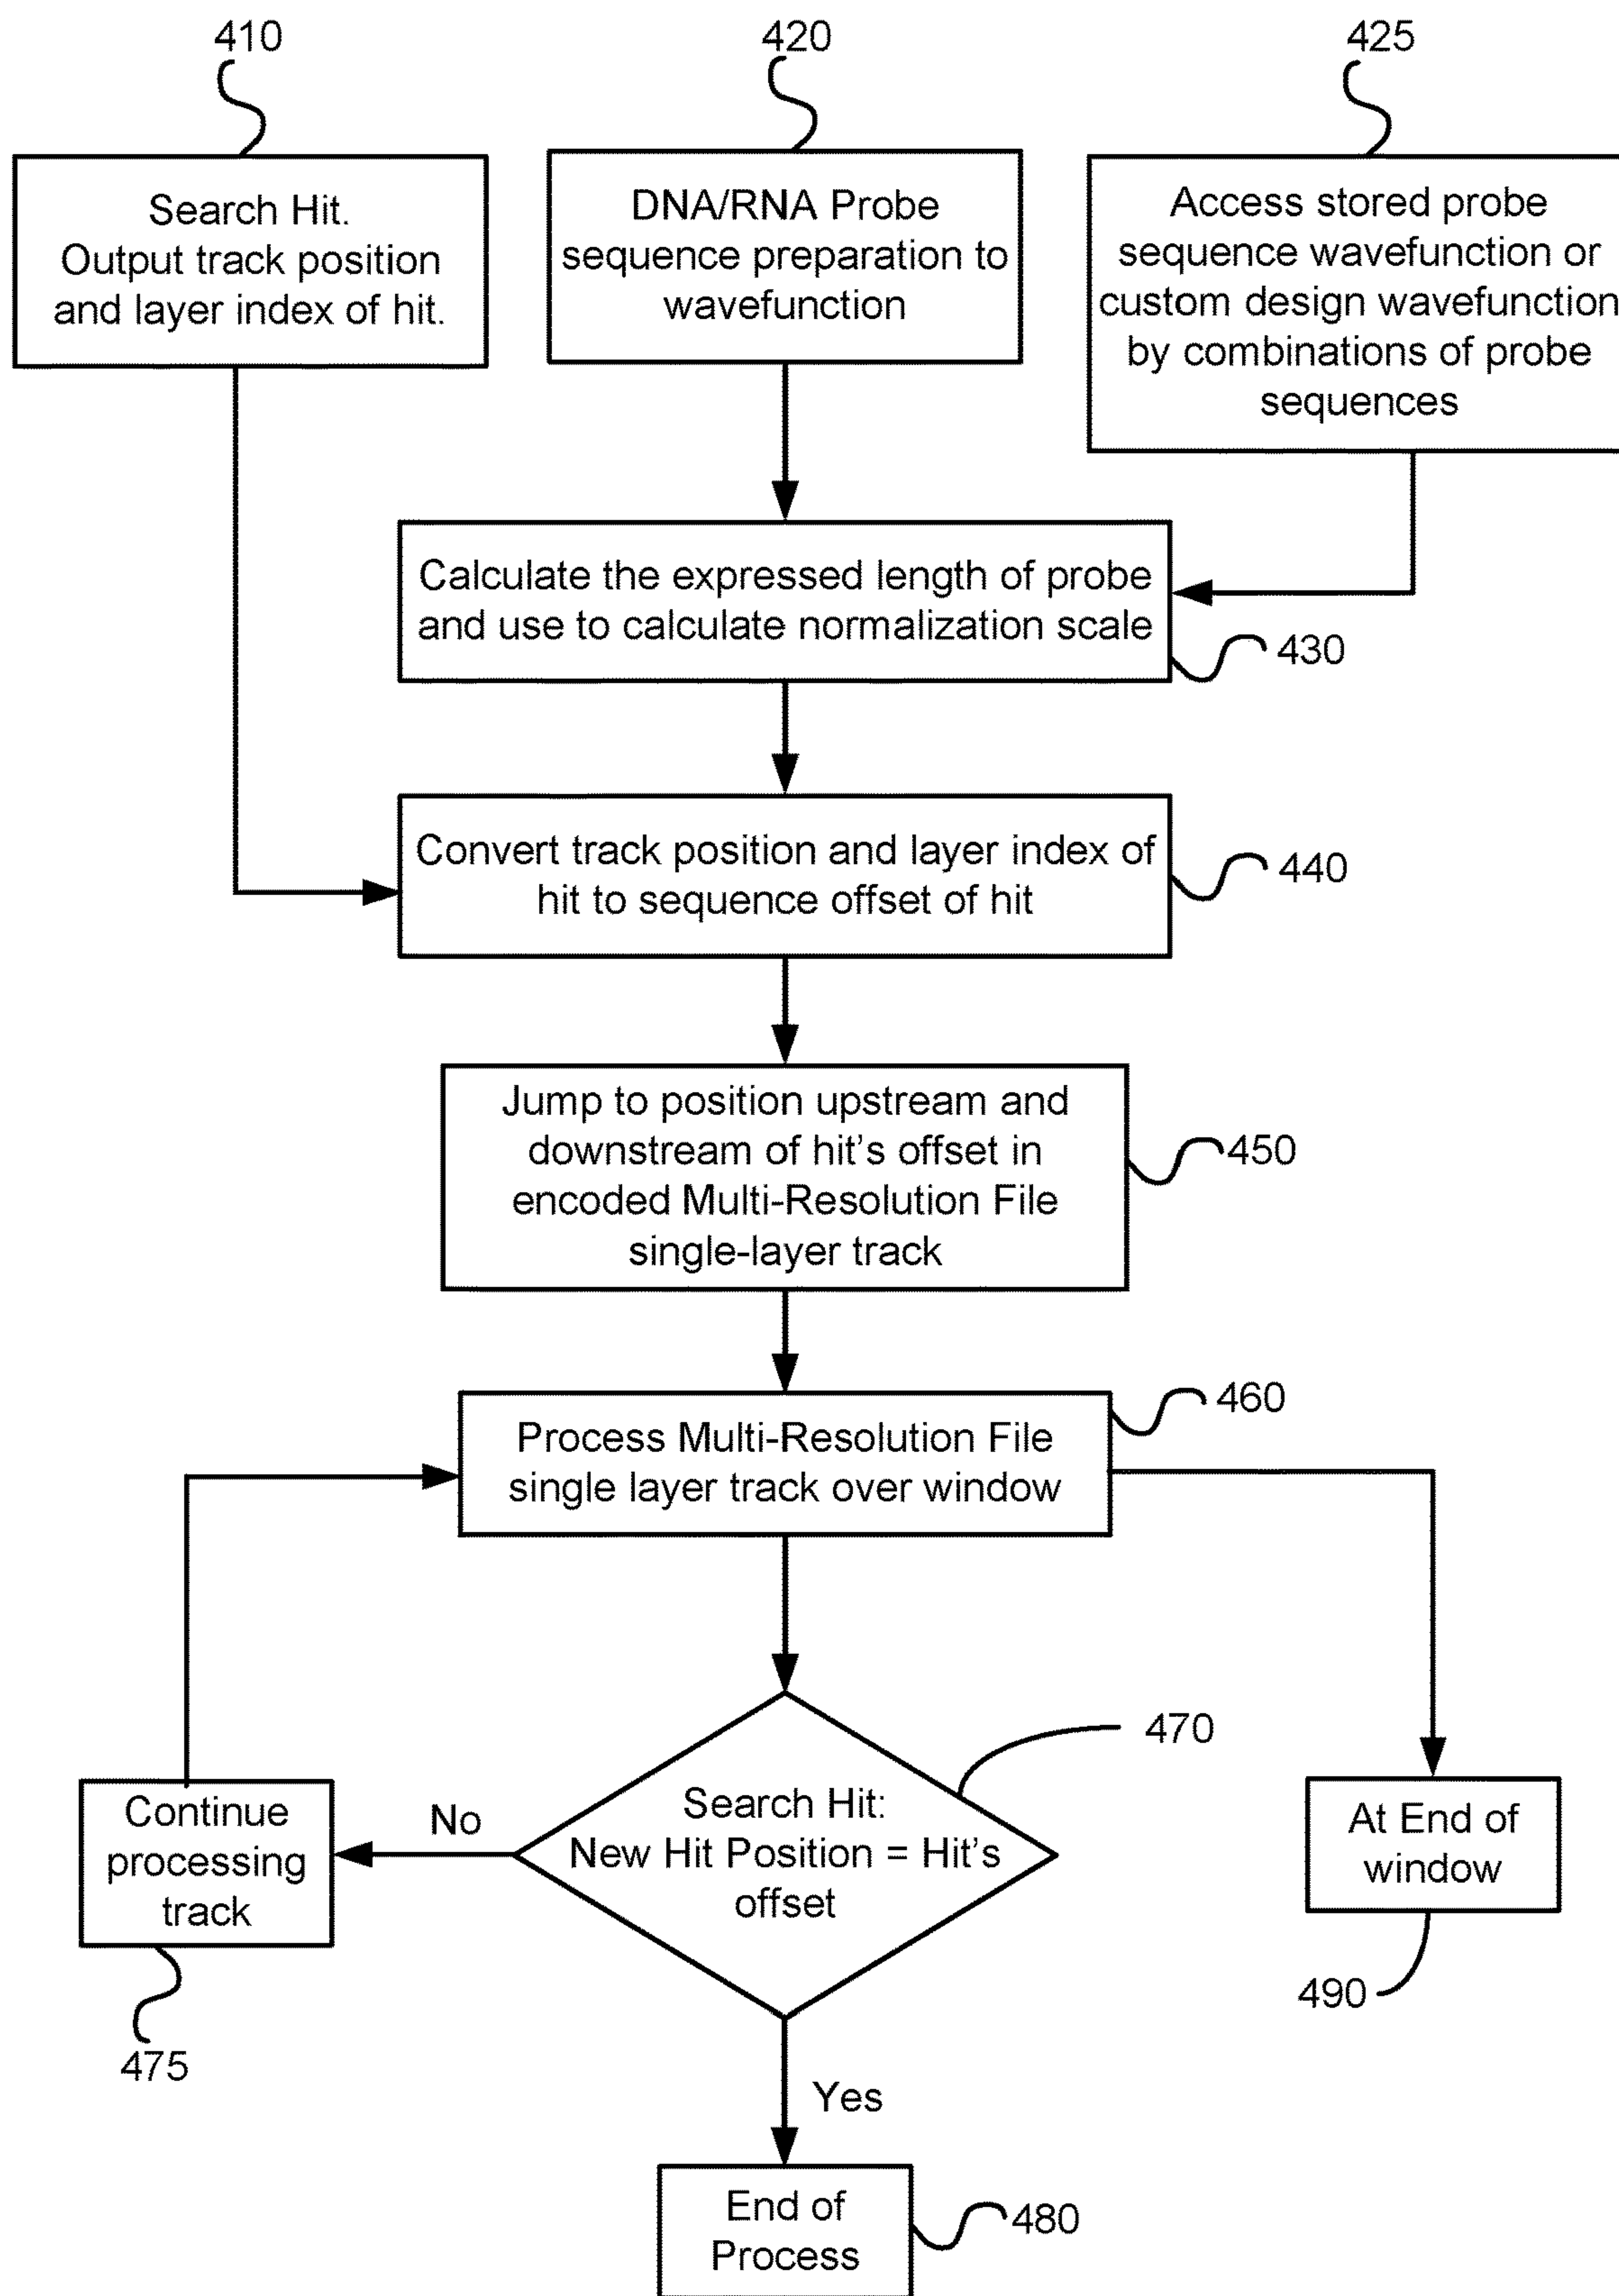 410
420
425
Search Hit.
Output track position
and layer index of hit.
DNA/RNA Probe
sequence preparation to
wavefunction
Access stored probe
sequence wavefunction or
custom design wavefunction
by combinations of probe
sequences
Calculate the expressed length of probe
and use to calculate normalization scale
430
Convert track position and layer index of
hit to sequence offset of hit
440
Jump to position upstream and
downstream of hit's offset in
encoded Multi-Resolution File
single-layer track
450
Process Multi-Resolution File
single layer track over window
460
470
Search Hit:
New Hit Position = Hit's
offset
No
Continue
processing
track
475
At End of
window
490
Yes
End of
Process
480